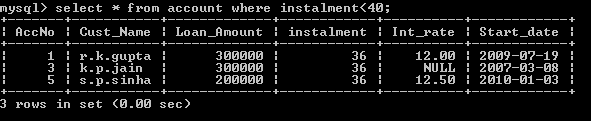 mysql> select * from account where instalment<40;
+-------+-----------+-------------+------------+----------+------------+
| AccNo | Cust_Name | Loan_Amount | instalment | Int_rate | Start_date |
+-------+-----------+-------------+------------+----------+------------+
|     1 | r.k.gupta |      300000 |         36 |    12.00 | 2009-07-19 |
|     3 | k.p.jain  |      300000 |         36 |     NULL | 2007-03-08 |
|     5 | s.p.sinha |      200000 |         36 |    12.50 | 2010-01-03 |
+-------+-----------+-------------+------------+----------+------------+
3 rows in set (0.00 sec)